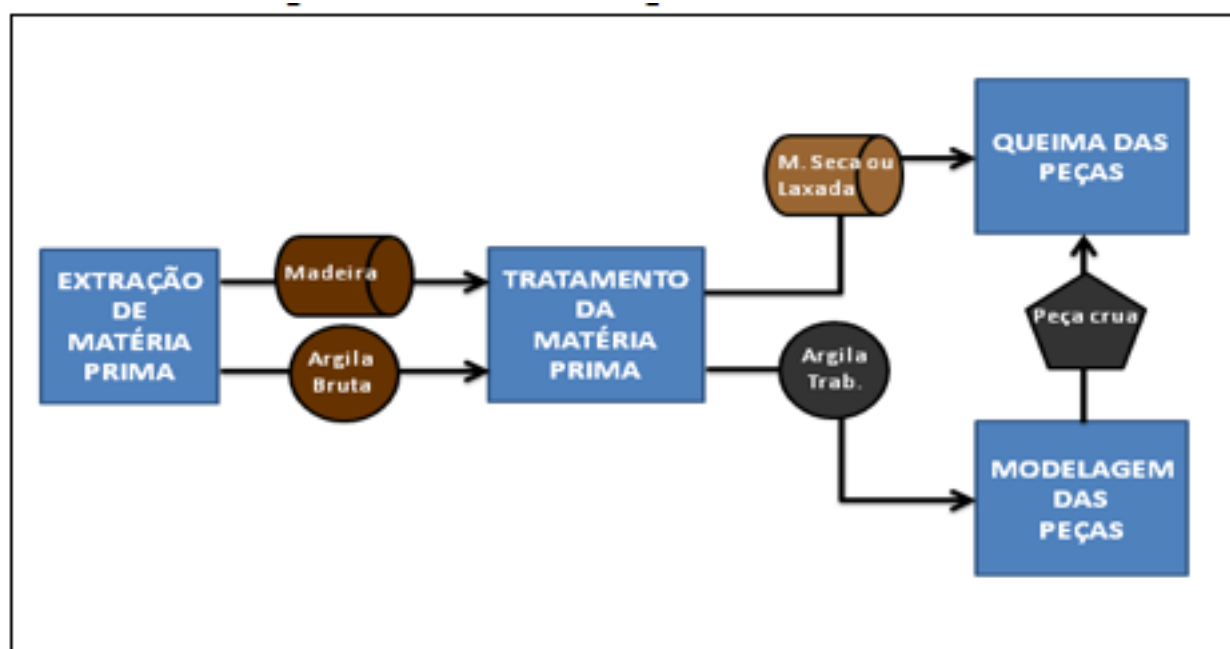 EXTRAÇÃO
DE
MATÉRIA
PRIMA
Madeira
Argila
Bruta
TRATAMENTO
DA
MATÉRIA
PRIMA
M. Seca ou
Laxada
Argila
Trab.
QUEIMA DAS
PEÇAS
Peça crua
MODELAGEM
DAS
PEÇAS